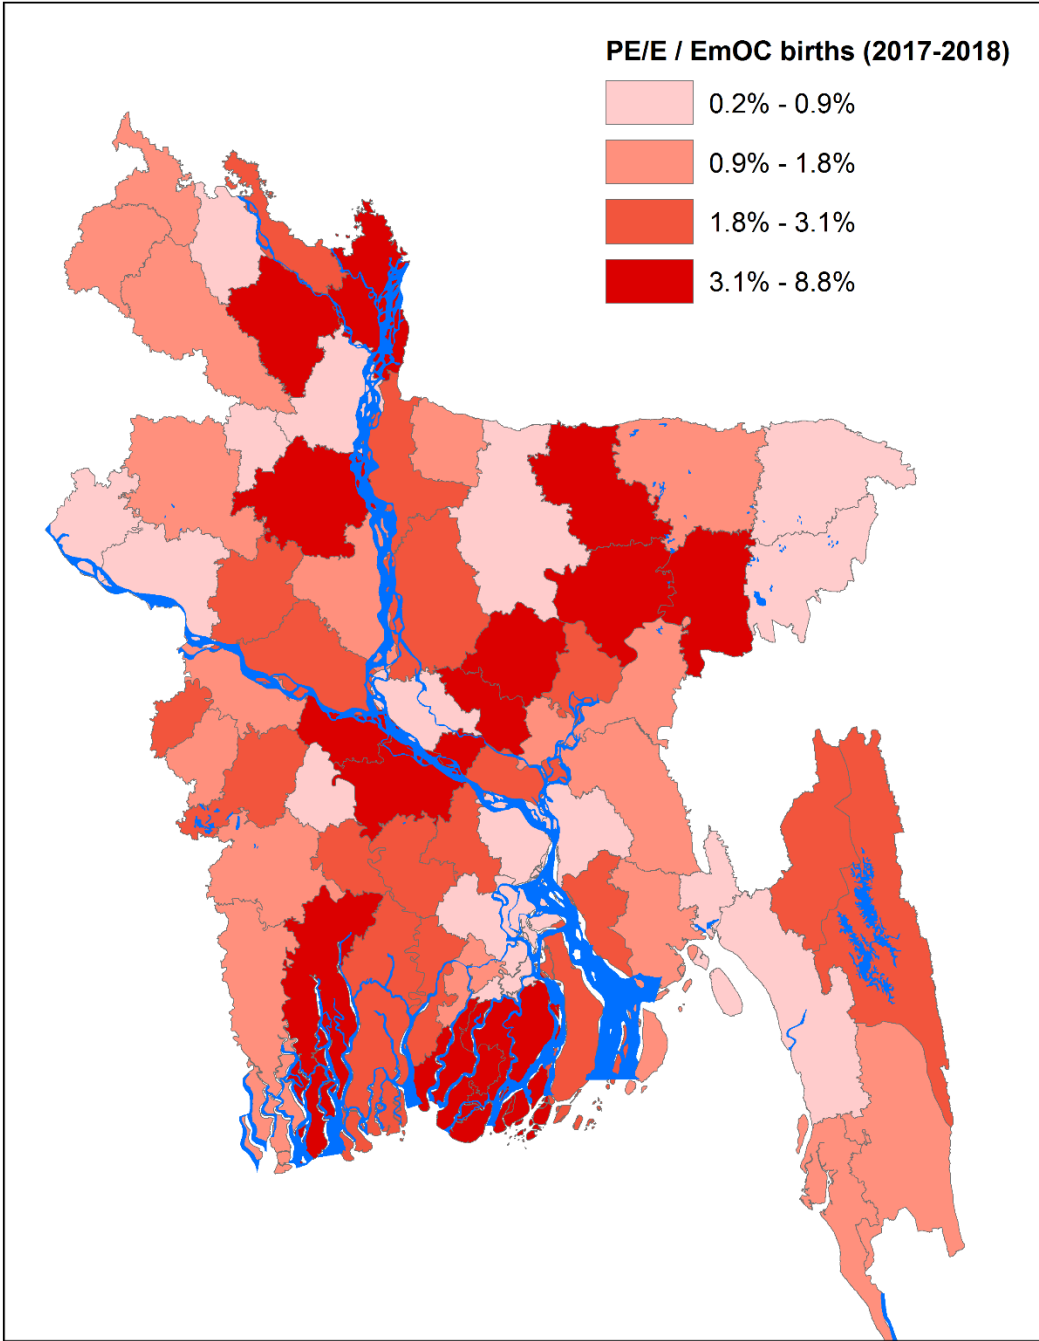 PE/E / EmOC births (2017-2018)
0.2% - 0.9%
0.9% - 1.8%
1.8% - 3.1%
3.1% - 8.8%